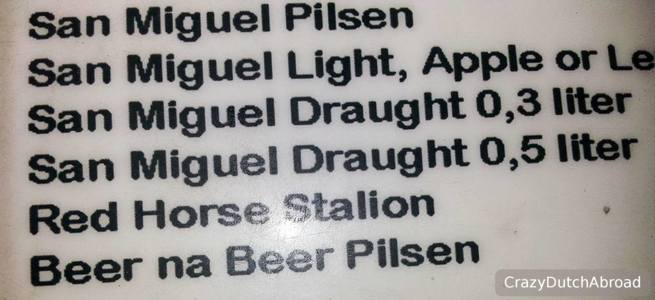 San Miguel Pilsen
San Miguel Light, Apple or Le
San Miguel Draught 0,3 liter
San Miguel Draught 0,5 liter
Red Horse Stalion
Beer na Beer Pilsen
CrazyDutchAbroad